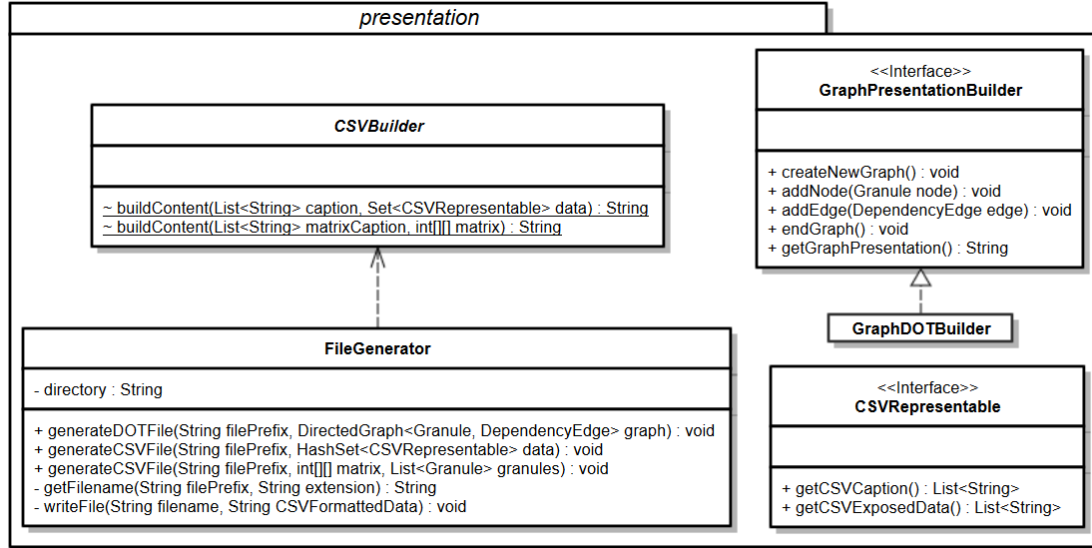 presentation
<<Interface>>
GraphPresentationBuilder
+ createNewGraph() : void
+ addNode(Granule node) : void
+ addEdge(DependencyEdge edge) : void
+ endGraph() : void
+ getGraphPresentation() : String
CSVBuilder
~ buildContent(List<String> caption, Set<CSVRepresentable> data) : String
~ buildContent(List<String> matrixCaption, int[][] matrix) : String
GraphDOTBuilder
FileGenerator
- directory : String
+ generateDOTFile(String filePrefix, DirectedGraph<Granule, DependencyEdge> graph) : void
+ generateCSVFile(String filePrefix, HashSet<CSVRepresentable> data) : void
+ generateCSVFile(String filePrefix, int[][] matrix, List<Granule> granules) : void
- getFilename(String filePrefix, String extension) : String
- writeFile(String filename, String CSVFormattedData) : void
<<Interface>>
CSVRepresentable
+ getCSVCaption() : List<String>
+ getCSVExposedData() : List<String>